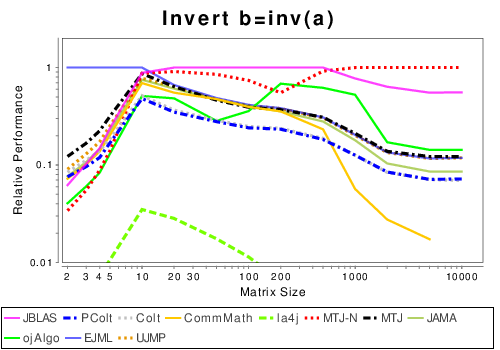 Invert b=inv(a)
Relative Performance
1
0.1
0.01
2 3 4 5 10 20 30 100 200 1000 2000 10000
Matrix Size
JBLAS PColt Colt CommMath la4j MTJ-N MTJ JAMA
ojAlgo EJML UJMP